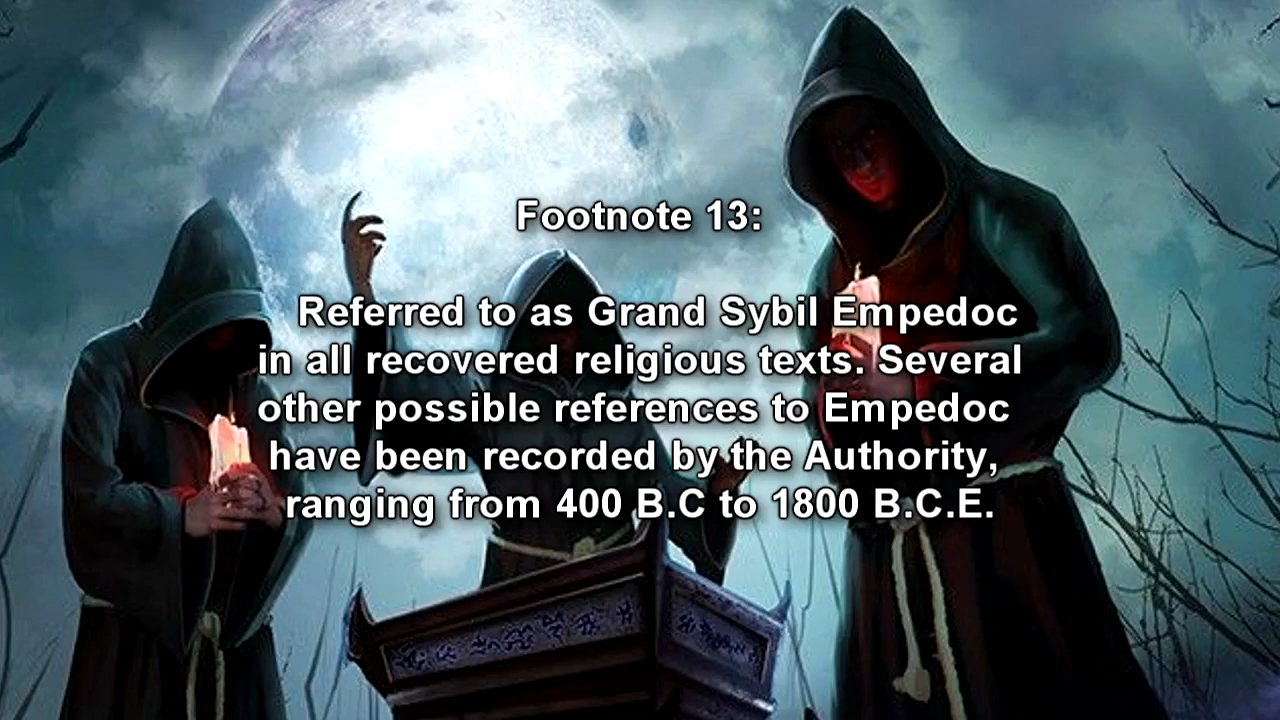 Footnote 13:
Referred to as Grand Sybil Empedoc
in all recovered religious texts. Several
other possible references to Empedoc
have been recorded by the Authority,
ranging from 400 B.C to 1800 B.C.E.